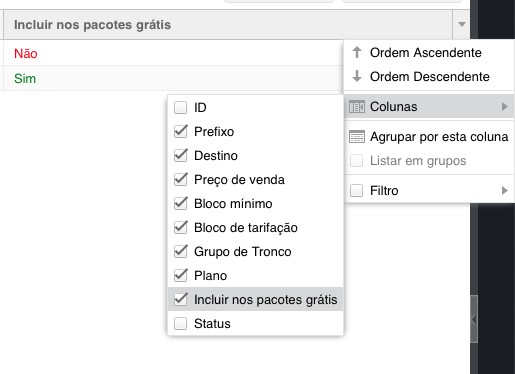 Incluir nos pacotes grátis
Não
Sim
Ordem Ascendente
Ordem Descendente
Colunas
Agrupar por esta coluna
Listar em grupos
Filtro
ID
Prefixo
Destino
Preço de venda
Bloco mínimo
Bloco de tarifação
Grupo de Tronco
Plano
Incluir nos pacotes grátis
Status